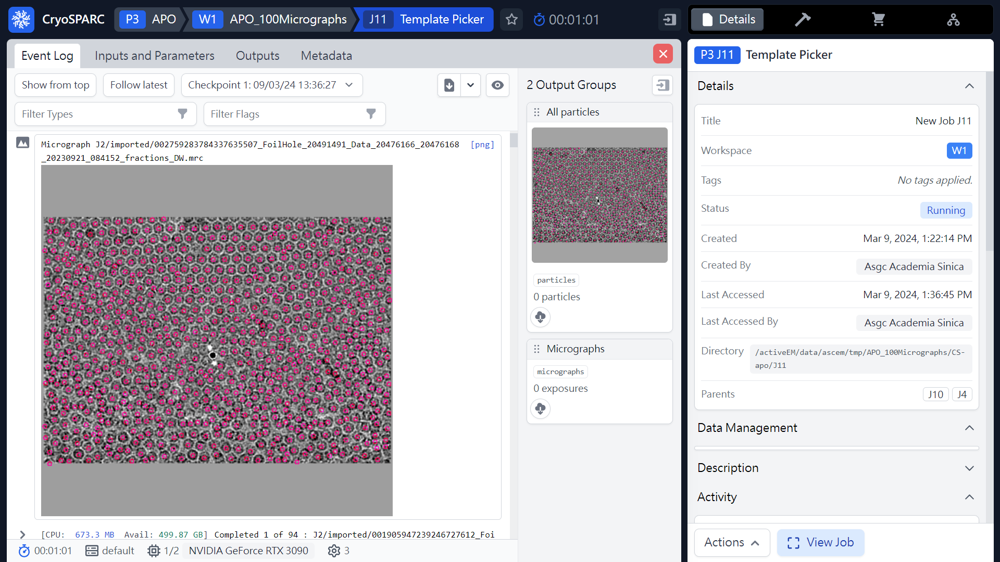 CryoSPARC
P3 APO
W1 APO_100Micrographs
J11 Template Picker
00:01:01
Details
Event Log
Inputs and Parameters
Outputs
Metadata
Show from top
Follow latest
Checkpoint 1: 09/03/24 13:36:27
Filter Types
Filter Flags
Micrograph J2/imported/002759283784337635507_FoilHole_20491491_Data_20476166_20476168 [png]
_20230921_084152_fractions_DW.mrc
[CPU: 673.3 MB Avail: 499.87 GB] Completed 1 of 94 : J2/imported/001905947239246727612_Foi
00:01:01
default
1/2
NVIDIA GeForce RTX 3090
3
2 Output Groups
All particles
particles
0 particles
Micrographs
micrographs
0 exposures
P3 J11 Template Picker
Details
Title New Job J11
Workspace W1
Tags No tags applied.
Status Running
Created Mar 9, 2024, 1:22:14 PM
Created By Asgc Academia Sinica
Last Accessed Mar 9, 2024, 1:36:45 PM
Last Accessed By Asgc Academia Sinica
Directory /activeEM/data/ascem/tmp/APO_100Micrographs/CS-
apo/J11
Parents J10 J4
Data Management
Description
Activity
Actions
View Job